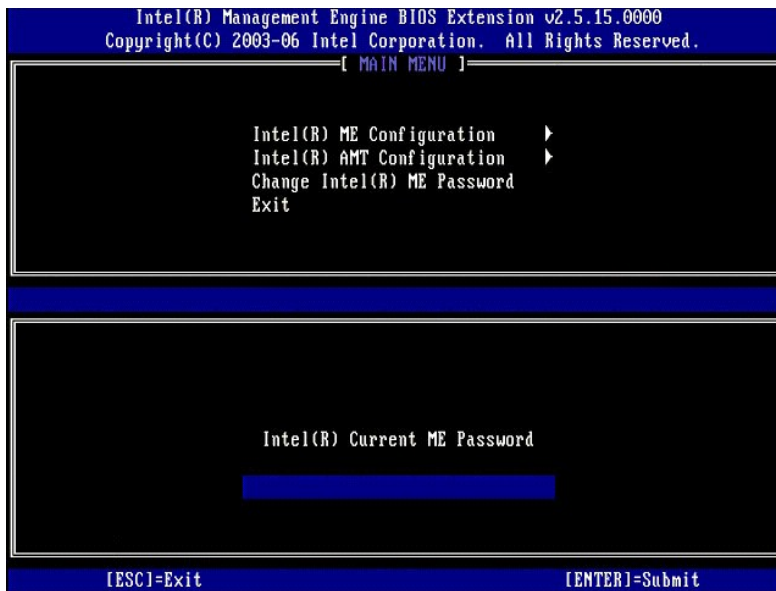 Intel(R) Management Engine BIOS Extension v2.5.15.0000
Copyright(C) 2003-06 Intel Corporation. All Rights Reserved.
[ MAIN MENU ]
Intel(R) ME Configuration
Intel(R) AMT Configuration
Change Intel(R) ME Password
Exit
Intel(R) Current ME Password
[ESC]=Exit [ENTER]=Submit